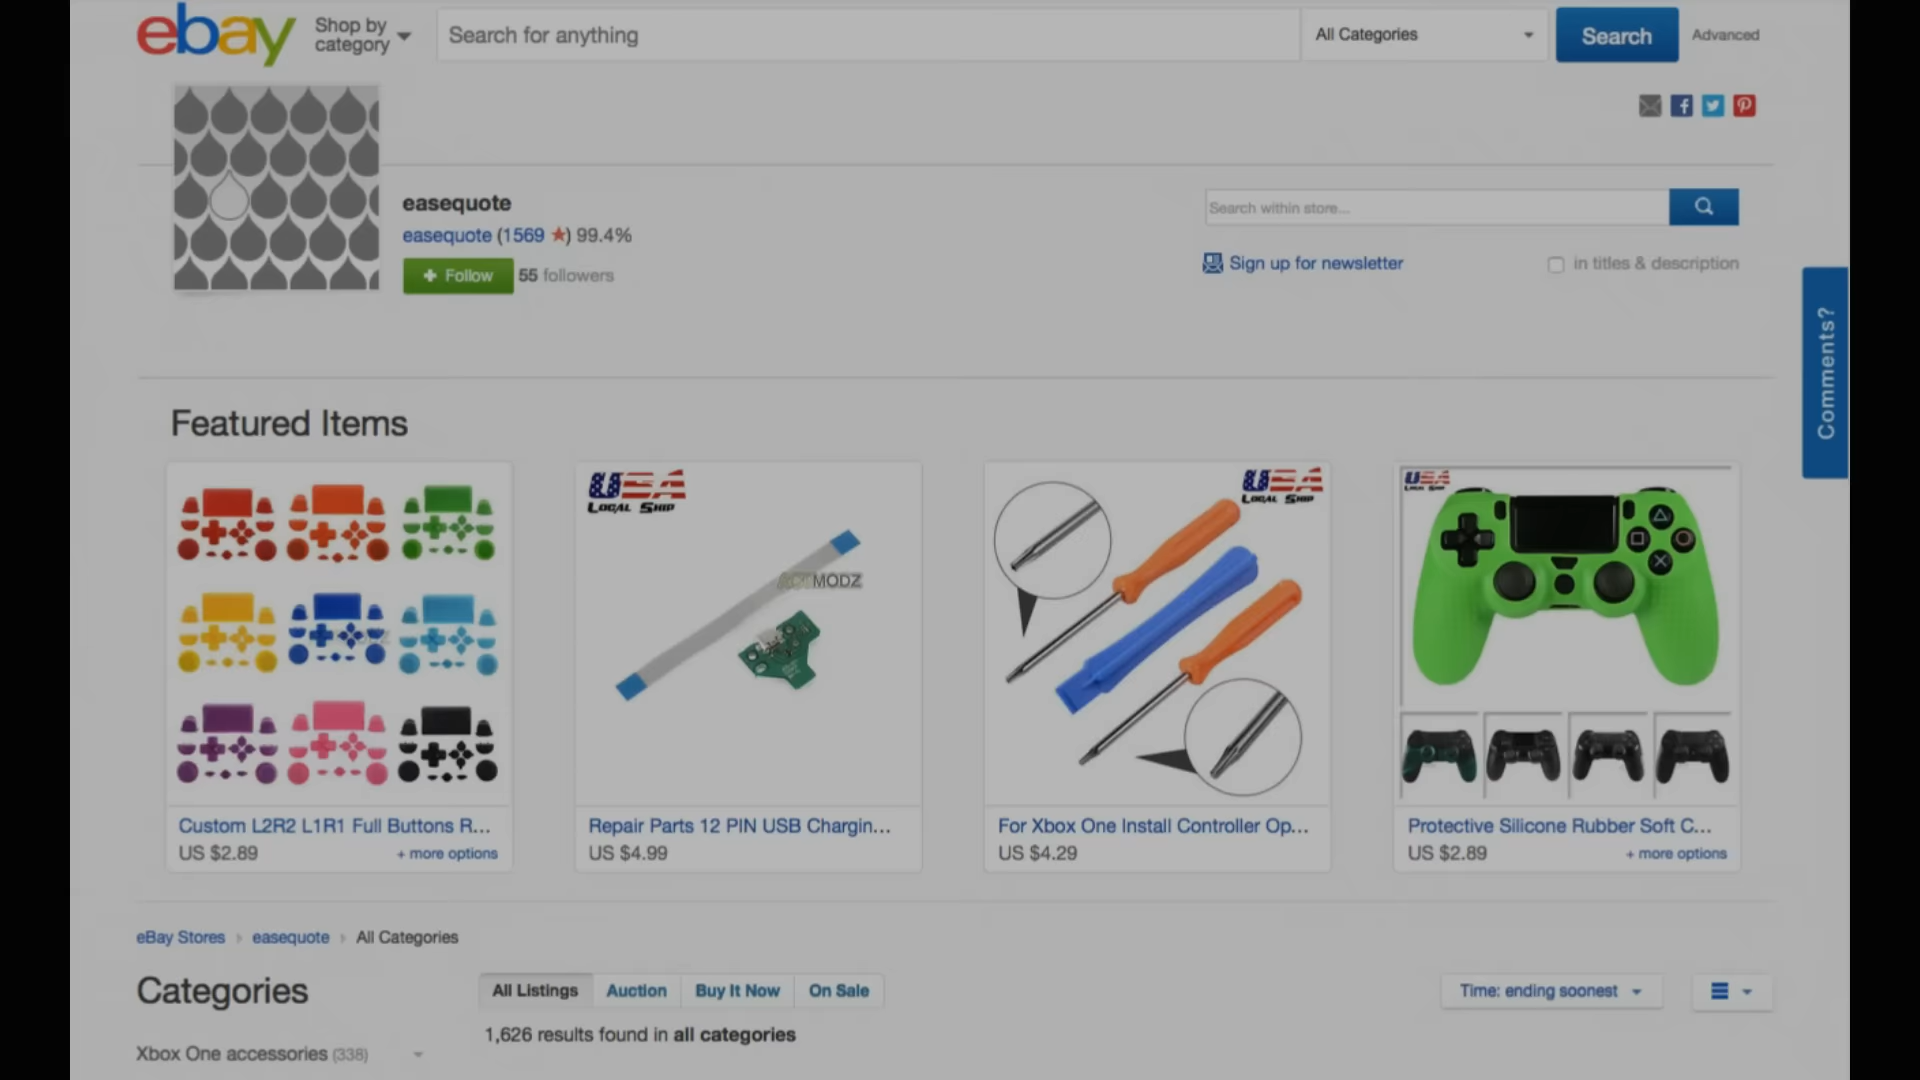 ebay
Shop by
category
Search for anything
All Categories
Search
Advanced
easequote
easequote (1569 ★) 99.4%
+ Follow
55 followers
Search within store...
Sign up for newsletter
in titles & description
Comments?
Featured Items
USA
LOCAL SHIP
MODZ
USA
LOCAL SHIP
USA
LOCAL SHIP
Custom L2R2 L1R1 Full Buttons R...
US $2.89
+ more options
Repair Parts 12 PIN USB Chargin...
US $4.99
For Xbox One Install Controller Op...
US $4.29
Protective Silicone Rubber Soft C...
US $2.89
+ more options
eBay Stores
easequote
All Categories
Categories
All Listings
Auction
Buy It Now
On Sale
Time: ending soonest
1,626 results found in all categories
Xbox One accessories (338)